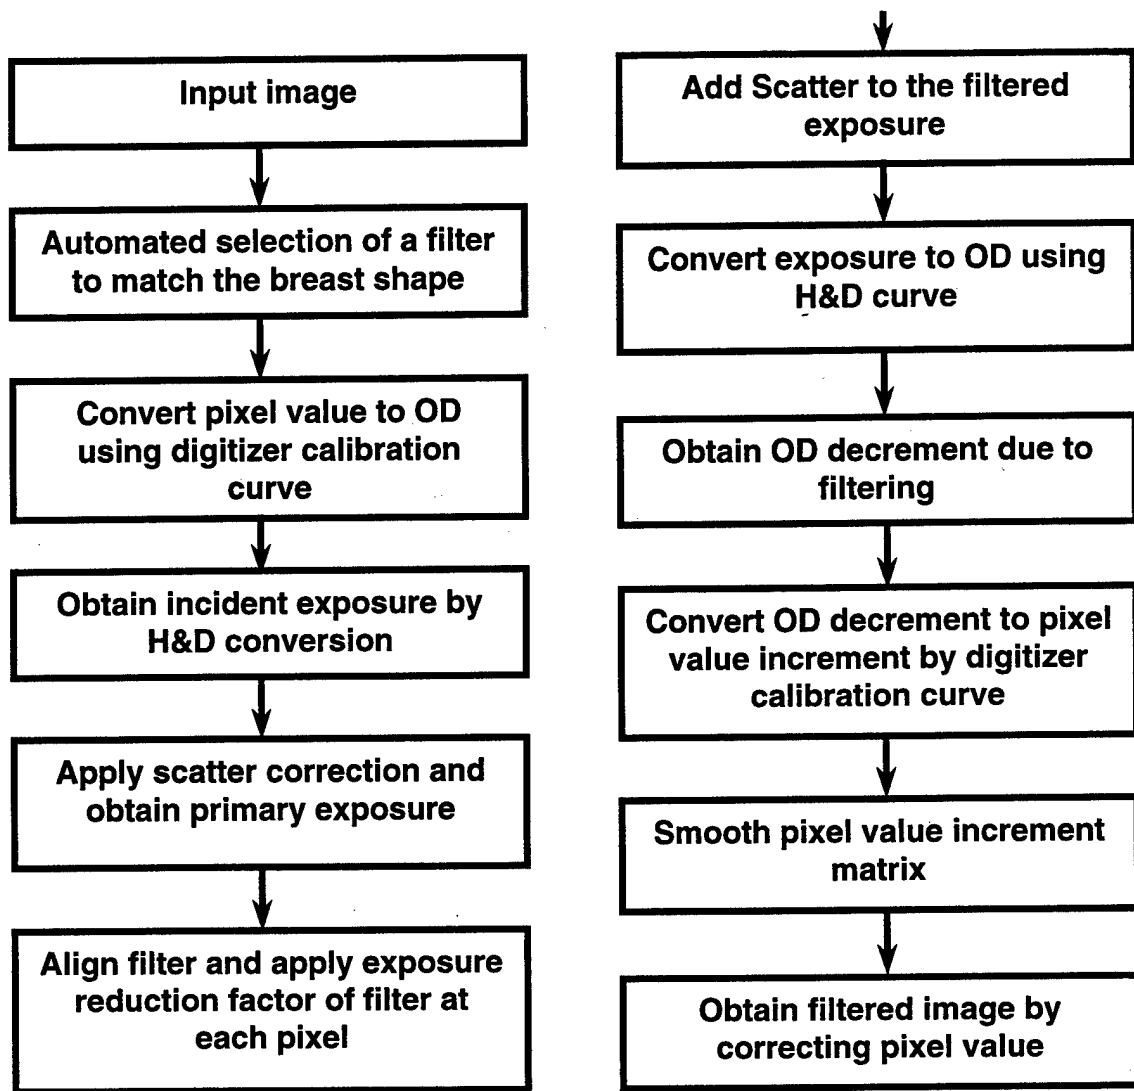 Input image
Automated selection of a filter
to match the breast shape
Convert pixel value to OD
using digitizer calibration
curve
Obtain incident exposure by
H&D conversion
Apply scatter correction and
obtain primary exposure
Align filter and apply exposure
reduction factor of filter at
each pixel
Add Scatter to the filtered
exposure
Convert exposure to OD using
H&D curve
Obtain OD decrement due to
filtering
Convert OD decrement to pixel
value increment by digitizer
calibration curve
Smooth pixel value increment
matrix
Obtain filtered image by
correcting pixel value